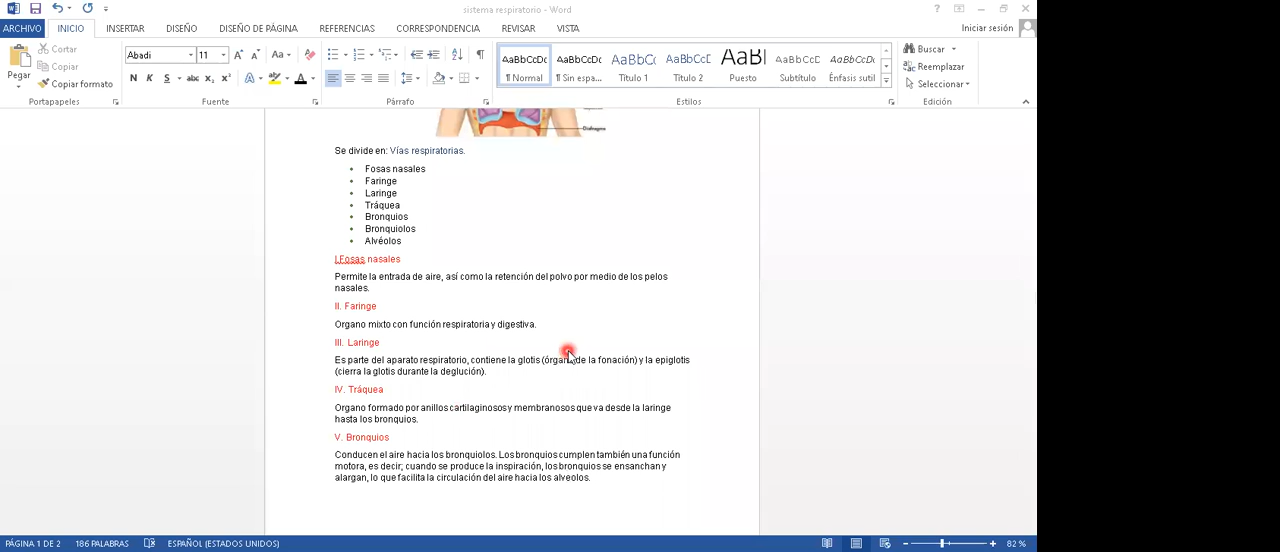 sistema respiratorio - Word
ARCHIVO INICIO INSERTAR DISEÑO DISEÑO DE PÁGINA REFERENCIAS CORRESPONDENCIA REVISAR VISTA Iniciar sesión
Pegar
Cortar
Copiar
Copiar formato
Portapapeles
Abadi 11
Aa
N K S abc X₂ X²
Fuente
Párrafo
AaBbCcDc AaBbCcDc AaBbCc AaBbCcC AaBl AaBbCcC AaBbCcDc
¶ Normal ¶ Sin espa... Título 1 Título 2 Puesto Subtítulo Énfasis sutil
Estilos
Buscar
Reemplazar
Seleccionar
Edición
Diafragma
Se divide en: Vías respiratorias.
• Fosas nasales
• Faringe
• Laringe
• Tráquea
• Bronquios
• Bronquiolos
• Alvéolos
I.Fosas nasales
Permite la entrada de aire, así como la retención del polvo por medio de los pelos
nasales.
II. Faringe
Organo mixto con función respiratoria y digestiva.
III. Laringe
Es parte del aparato respiratorio, contiene la glotis (órgano de la fonación) y la epiglotis
(cierra la glotis durante la deglución).
IV. Tráquea
Organo formado por anillos cartilaginosos y membranosos que va desde la laringe
hasta los bronquios.
V. Bronquios
Conducen el aire hacia los bronquiolos. Los bronquios cumplen también una función
motora, es decir; cuando se produce la inspiración, los bronquios se ensanchan y
alargan, lo que facilita la circulación del aire hacia los alveolos.
PÁGINA 1 DE 2 186 PALABRAS ESPAÑOL (ESTADOS UNIDOS) 82 %